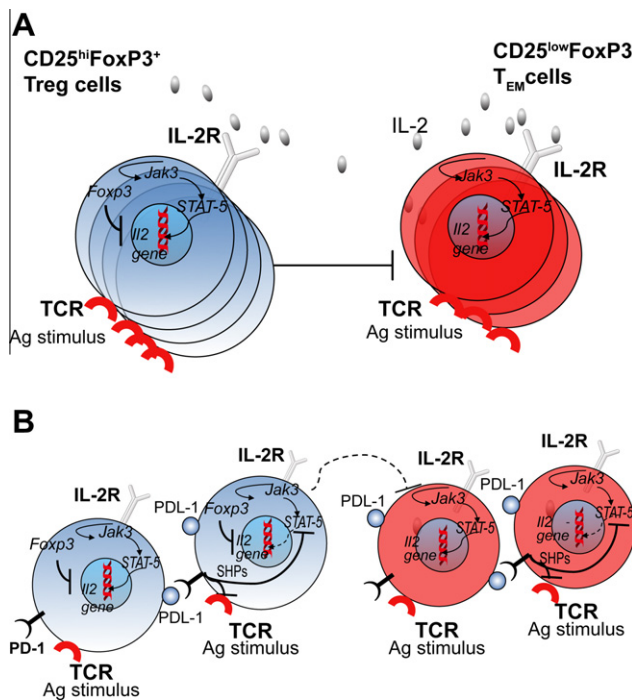 A
CD25hiFoxP3+
Treg cells
CD25lowFoxP3
TEMcells
IL-2
IL-2R
IL-2R
Jak3
Foxp3
STAT-5
Il2
gene
Jak3
STAT-5
Il2
gene
TCR
Ag stimulus
TCR
Ag stimulus
B
IL-2R
IL-2R
IL-2R
IL-2R
PDL-1
Jak3
Foxp3
STAT-5
Il2
gene
SHPs
PDL-1
Jak3
STAT-5
Il2
gene
PDL-1
Jak3
STAT-5
Il2
gene
SHPs
Jak3
Foxp3
STAT-5
Il2
gene
PDL-1
PDL-1
PD-1
TCR
Ag stimulus
TCR
Ag stimulus
TCR
Ag stimulus
TCR
Ag stimulus